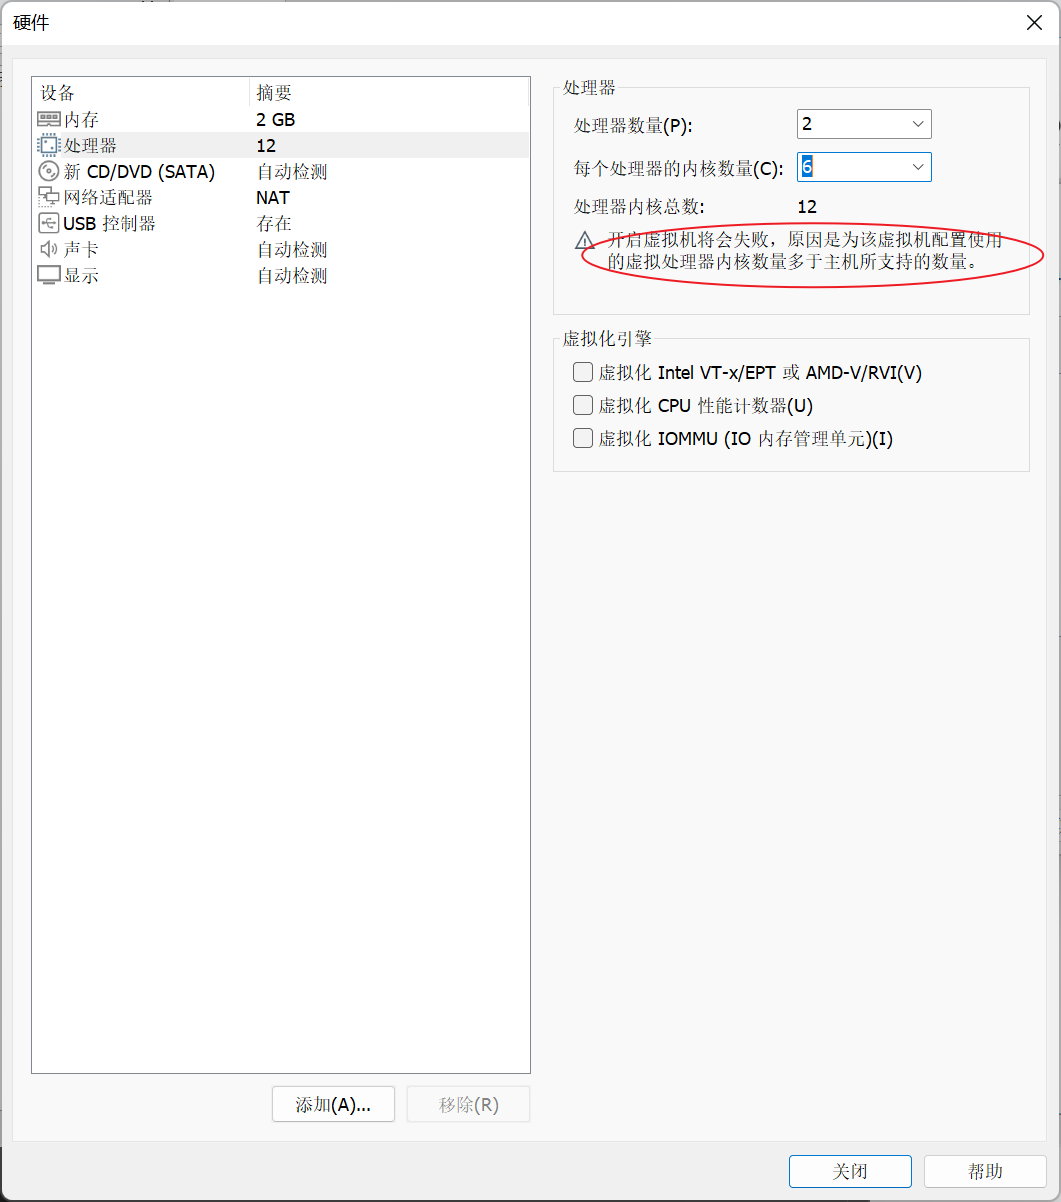 硬件
设备 摘要
内存 2 GB
处理器 12
新 CD/DVD (SATA) 自动检测
网络适配器 NAT
USB 控制器 存在
声卡 自动检测
显示 自动检测
添加(A)...
移除(R)
处理器
处理器数量(P): 2
每个处理器的内核数量(C): 6
处理器内核总数: 12
开启虚拟机将会失败，原因是为该虚拟机配置使用
的虚拟处理器内核数量多于主机所支持的数量。
虚拟化引擎
虚拟化 Intel VT-x/EPT 或 AMD-V/RVI(V)
虚拟化 CPU 性能计数器(U)
虚拟化 IOMMU (IO 内存管理单元)(I)
关闭
帮助